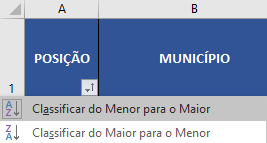 A B
POSIÇÃO MUNICÍPIO
1
A Z Classificar do Menor para o Maior
Z A Classificar do Maior para o Menor